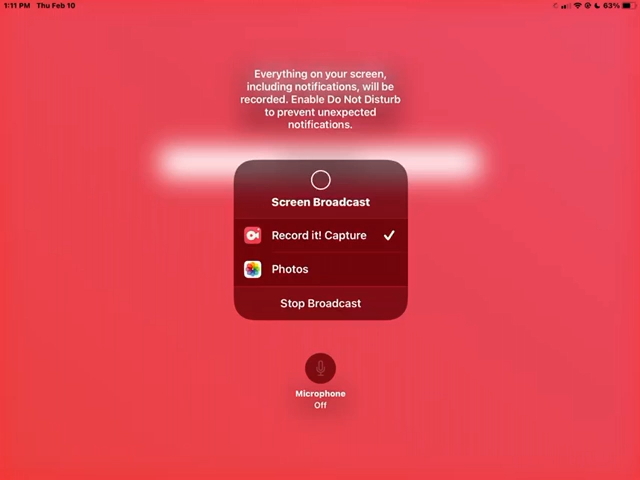 1:11 PM Thu Feb 10
63%
Everything on your screen,
including notifications, will be
recorded. Enable Do Not Disturb
to prevent unexpected
notifications.
Screen Broadcast
Record it! Capture
Photos
Stop Broadcast
Microphone
Off